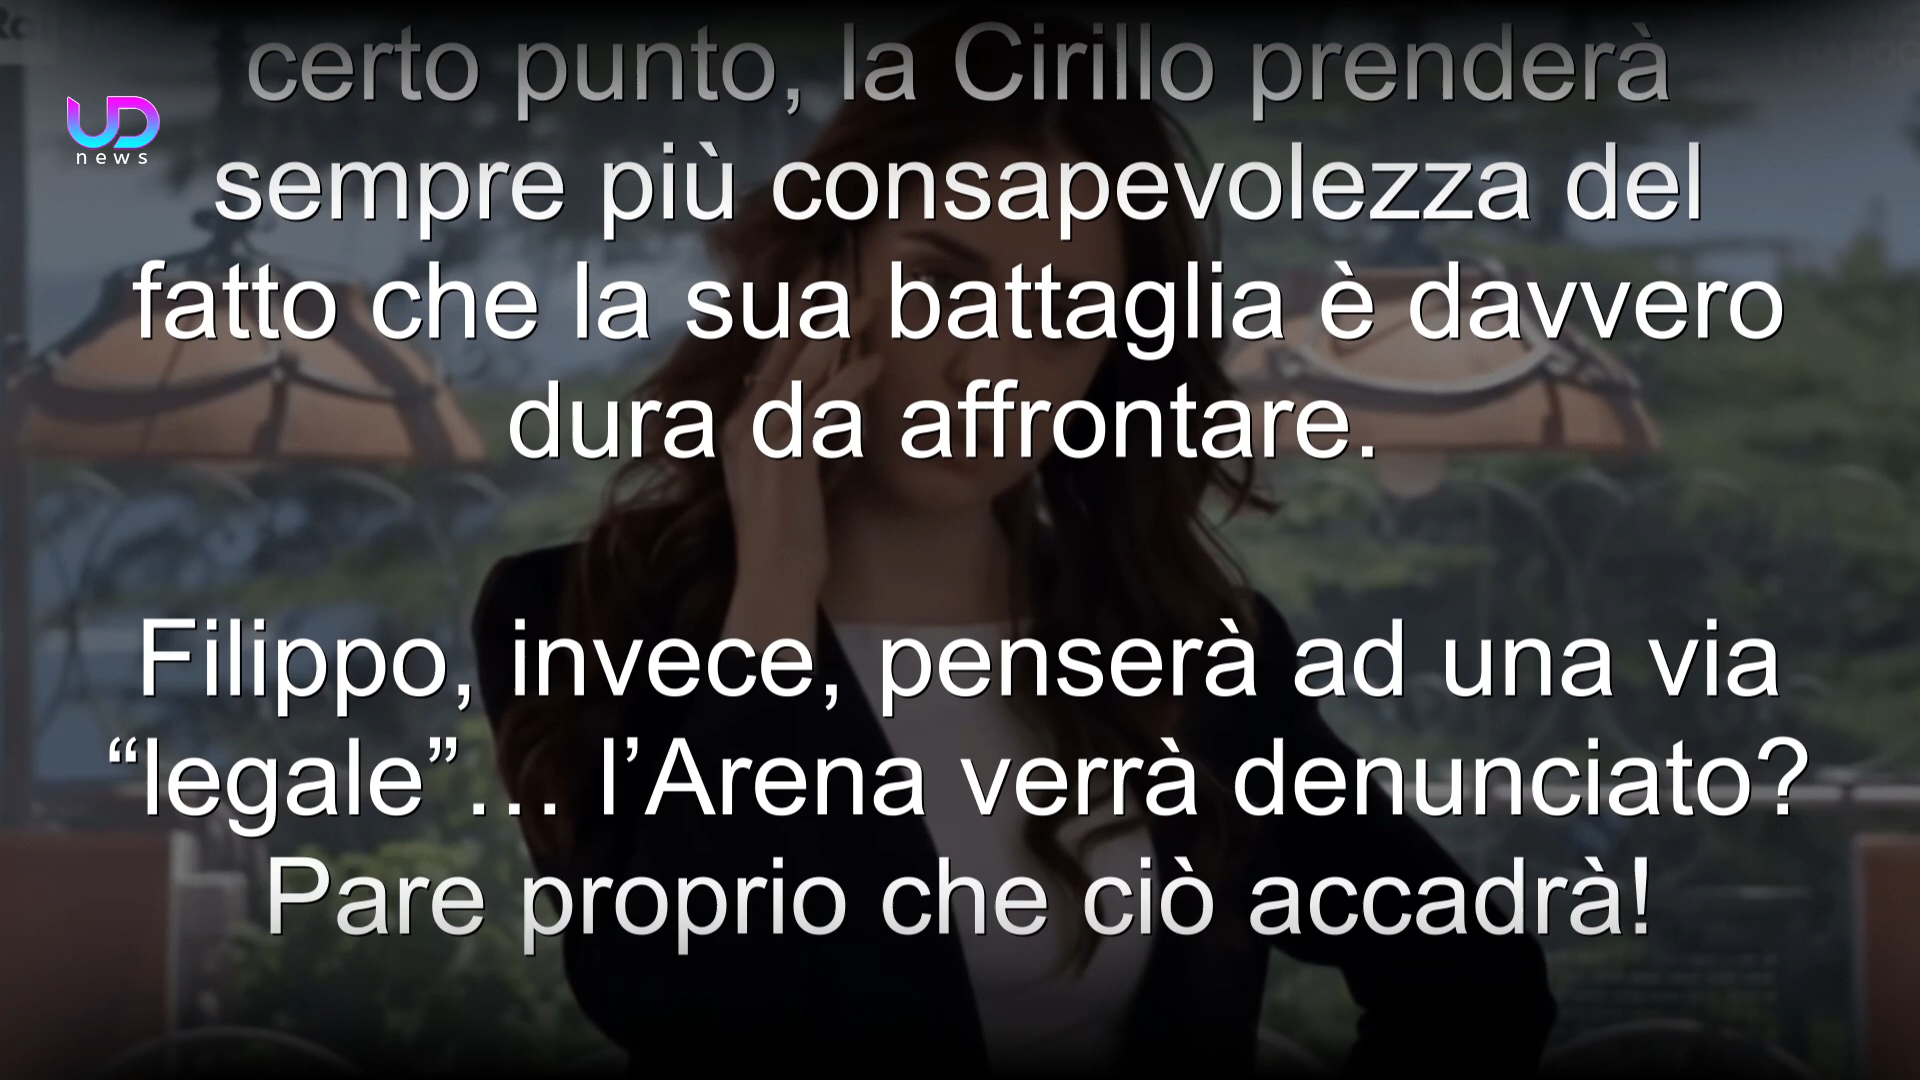 certo punto, la Cirillo prenderà
UD
news
sempre più consapevolezza del
fatto che la sua battaglia è davvero
dura da affrontare.
Filippo, invece, penserà ad una via
“legale”… l’Arena verrà denunciato?
Pare proprio che ciò accadrà!